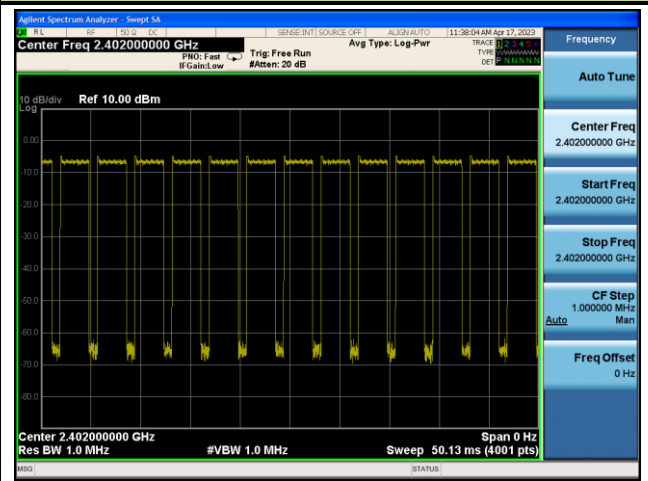 Agilent Spectrum Analyzer - Swept SA
RL RF 50 Ω DC SENSE:INT SOURCE OFF ALIGN AUTO 11:38:04 AM Apr 17, 2023
Center Freq 2.402000000 GHz
Avg Type: Log-Pwr
TRACE 1 2 3 4 5 6
TYPE
DET P N N N N N
PNO: Fast
IFGain:Low
Trig: Free Run
#Atten: 20 dB
10 dB/div Ref 10.00 dBm
Log
0.00
-10.0
-20.0
-30.0
-40.0
-50.0
-60.0
-70.0
-80.0
Center 2.402000000 GHz Span 0 Hz
Res BW 1.0 MHz #VBW 1.0 MHz Sweep 50.13 ms (4001 pts)
MSG STATUS
Frequency
Auto Tune
Center Freq
2.402000000 GHz
Start Freq
2.402000000 GHz
Stop Freq
2.402000000 GHz
CF Step
1.000000 MHz
Auto Man
Freq Offset
0 Hz